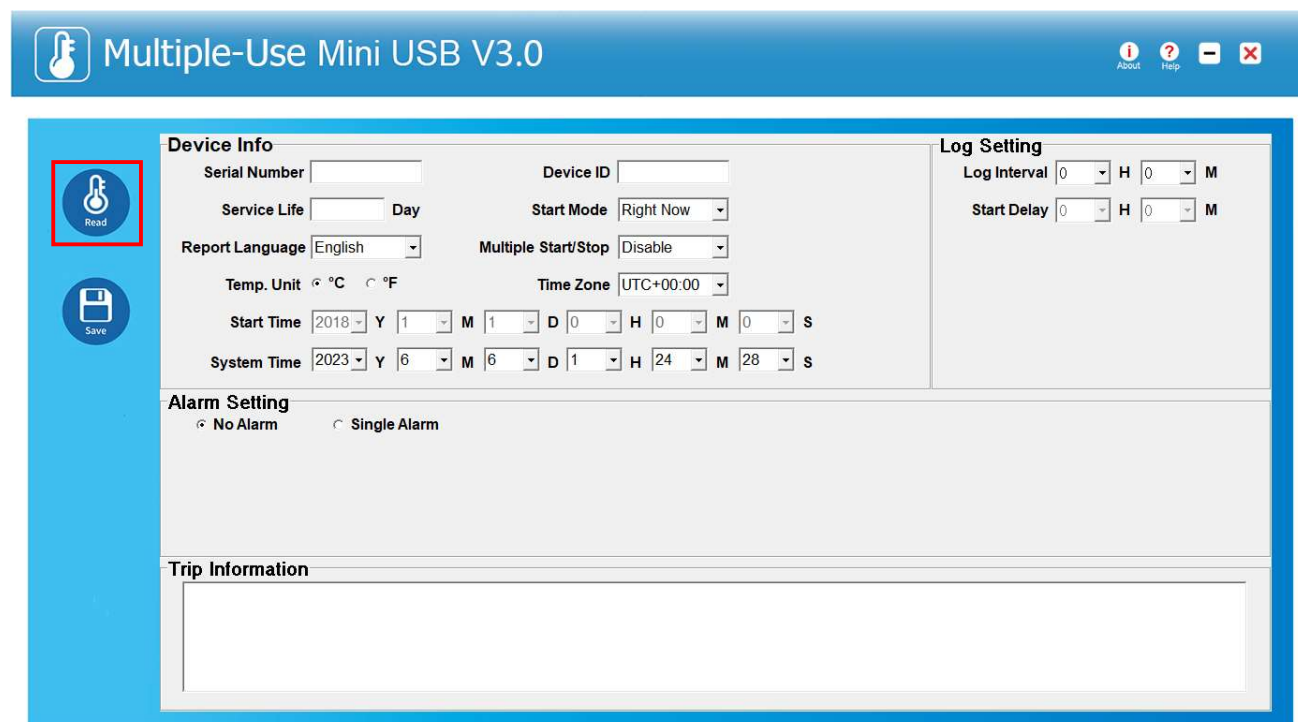 Multiple-Use Mini USB V3.0
About
Help
Read
Save
Device Info
Serial Number Device ID
Service Life Day Start Mode Right Now
Report Language English Multiple Start/Stop Disable
Temp. Unit °C °F Time Zone UTC+00:00
Start Time 2018 Y 1 M 1 D 0 H 0 M 0 S
System Time 2023 Y 6 M 6 D 1 H 24 M 28 S
Log Setting
Log Interval 0 H 0 M
Start Delay 0 H 0 M
Alarm Setting
No Alarm Single Alarm
Trip Information